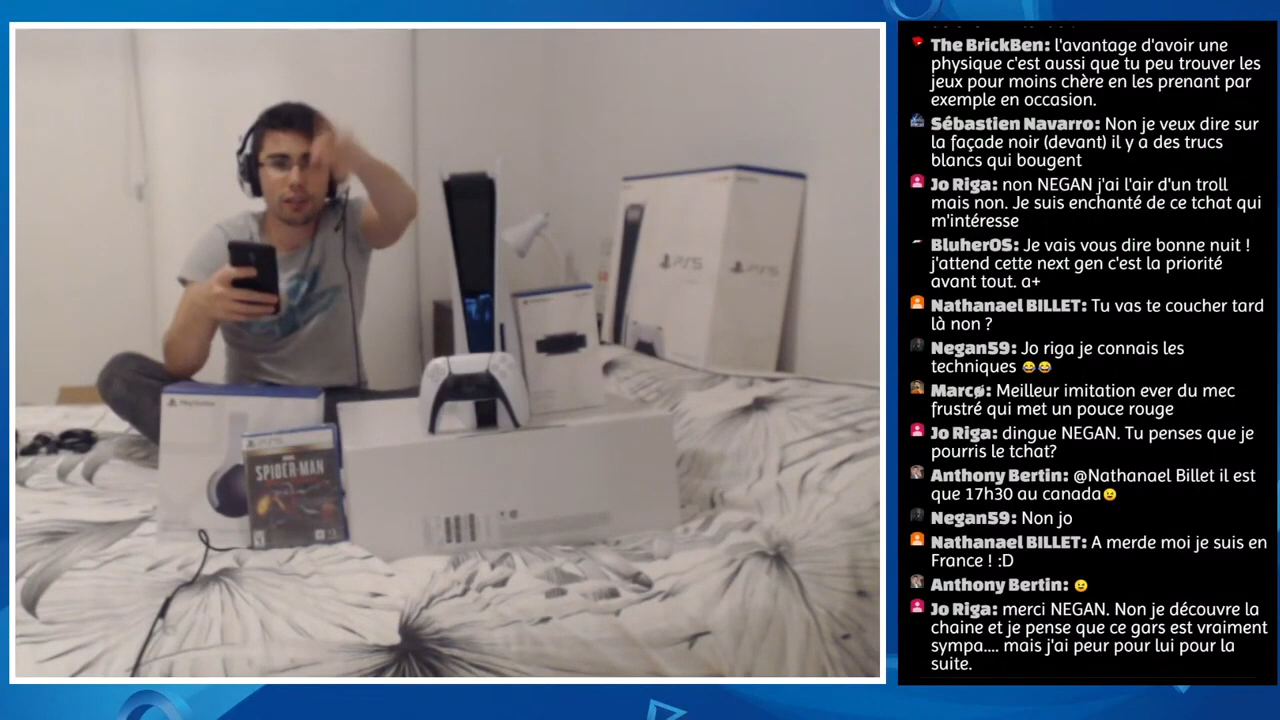 The BrickBen: l'avantage d'avoir une
physique c'est aussi que tu peu trouver les
jeux pour moins chère en les prenant par
exemple en occasion.
Sébastien Navarro: Non je veux dire sur
la façade noir (devant) il y a des trucs
blancs qui bougent
Jo Riga: non NEGAN j'ai l'air d'un troll
mais non. Je suis enchanté de ce tchat qui
m'intéresse
BluherOS: Je vais vous dire bonne nuit !
j'attend cette next gen c'est la priorité
avant tout. a+
Nathanael BILLET: Tu vas te coucher tard
là non ?
Negan59: Jo riga je connais les
techniques 😂😂
Marcø: Meilleur imitation ever du mec
frustré qui met un pouce rouge
Jo Riga: dingue NEGAN. Tu penses que je
pourris le tchat?
Anthony Bertin: @Nathanael Billet il est
que 17h30 au canada😉
Negan59: Non jo
Nathanael BILLET: A merde moi je suis en
France ! :D
Anthony Bertin: 😉
Jo Riga: merci NEGAN. Non je découvre la
chaine et je pense que ce gars est vraiment
sympa.... mais j'ai peur pour lui pour la
suite.
PS5
PS5
PlayStation
PS5
MARVEL
SPIDER-MAN